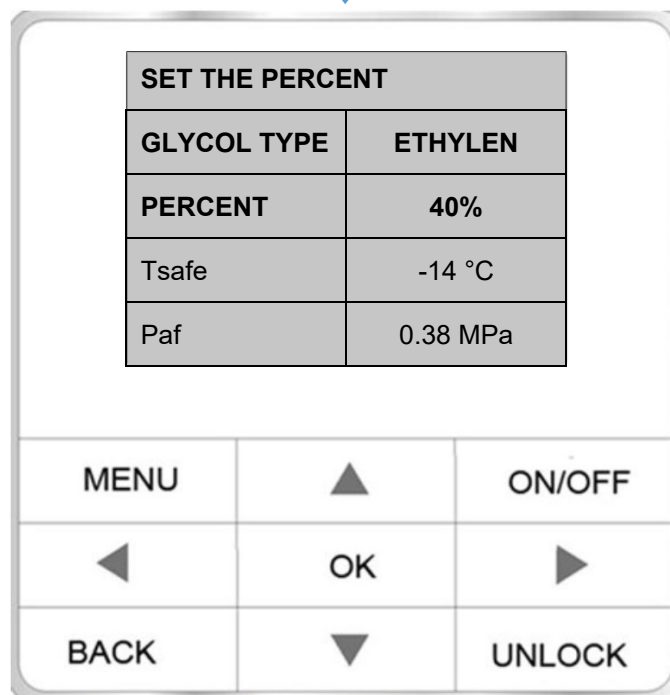 SET THE PERCENT
GLYCOL TYPE ETHYLEN
PERCENT 40%
Tsafe -14 °C
Paf 0.38 MPa
MENU ON/OFF
OK
BACK UNLOCK